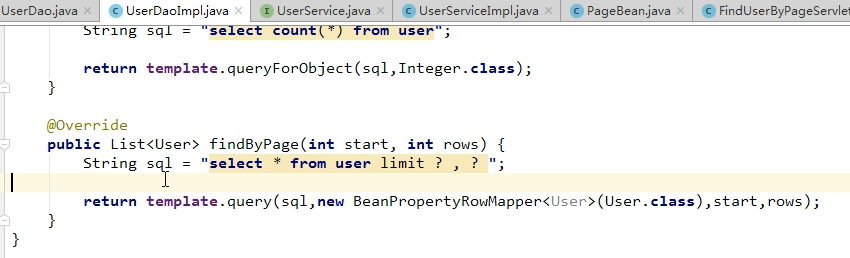 UserDao.java × UserDaoImpl.java × UserService.java × UserServiceImpl.java × PageBean.java × FindUserByPageServlet
String sql = "select count(*) from user";
return template.queryForObject(sql,Integer.class);
}
@Override
public List<User> findByPage(int start, int rows) {
String sql = "select * from user limit ? , ? ";
return template.query(sql,new BeanPropertyRowMapper<User>(User.class),start,rows);
}
}